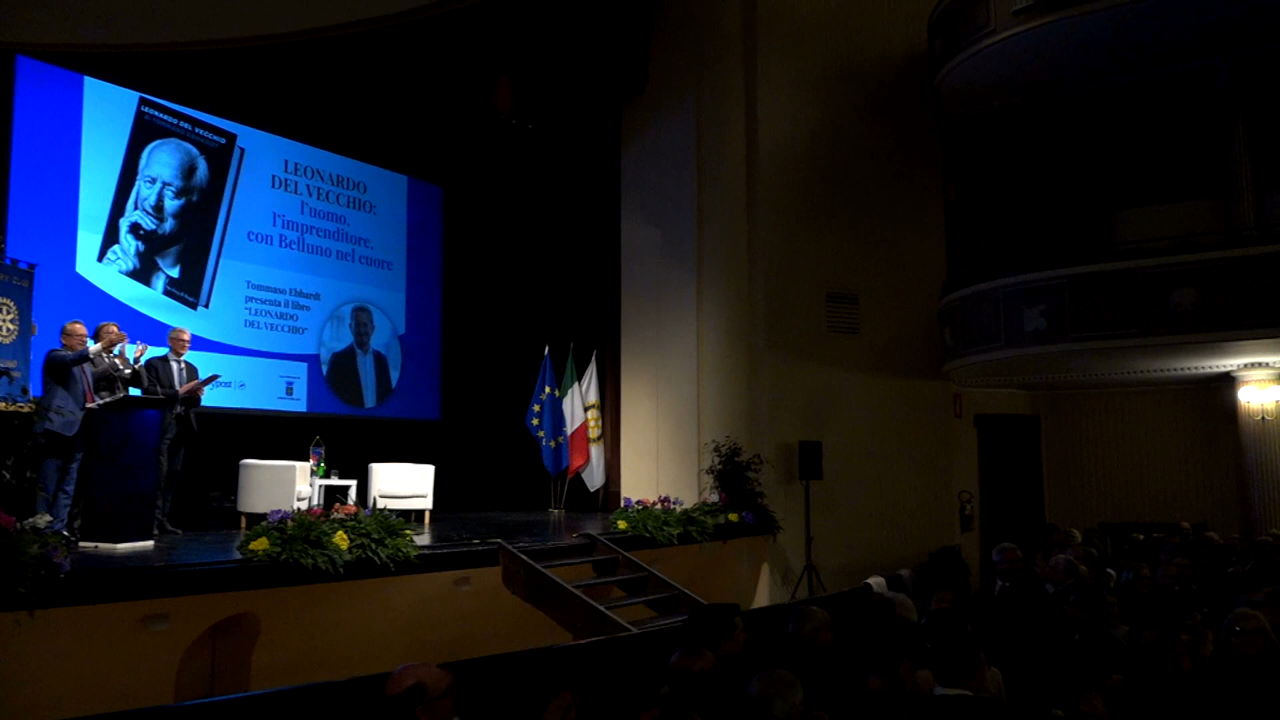 LEONARDO DEL VECCHIO
LEONARDO
DEL VECCHIO:
l'uomo,
l'imprenditore,
con Belluno nel cuore
Tommaso Ebhardt
presenta il libro
"LEONARDO
DEL VECCHIO"